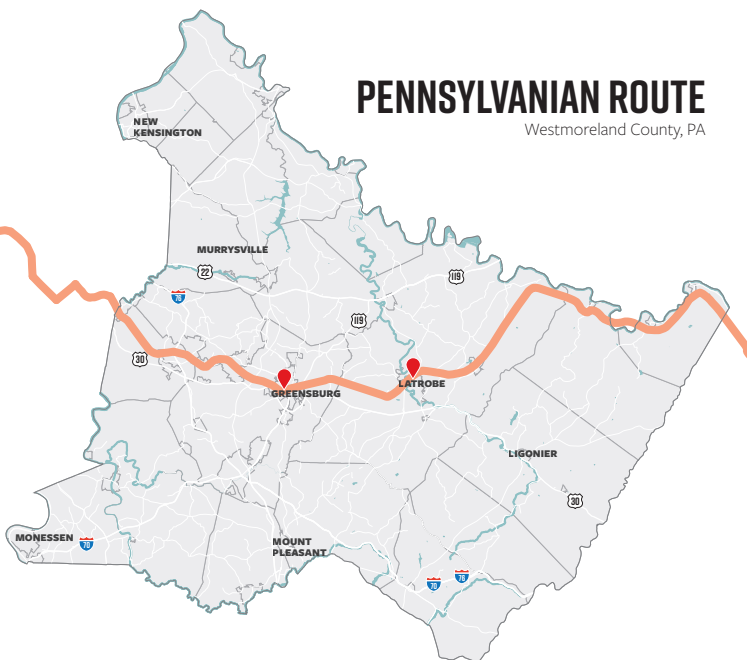 PENNSYLVANIAN ROUTE
Westmoreland County, PA
NEW
KENSINGTON
MURRYSVILLE
22
119
76
119
30
LATROBE
GREENSBURG
LIGONIER
30
MONESSEN
70
MOUNT
PLEASANT
70
76